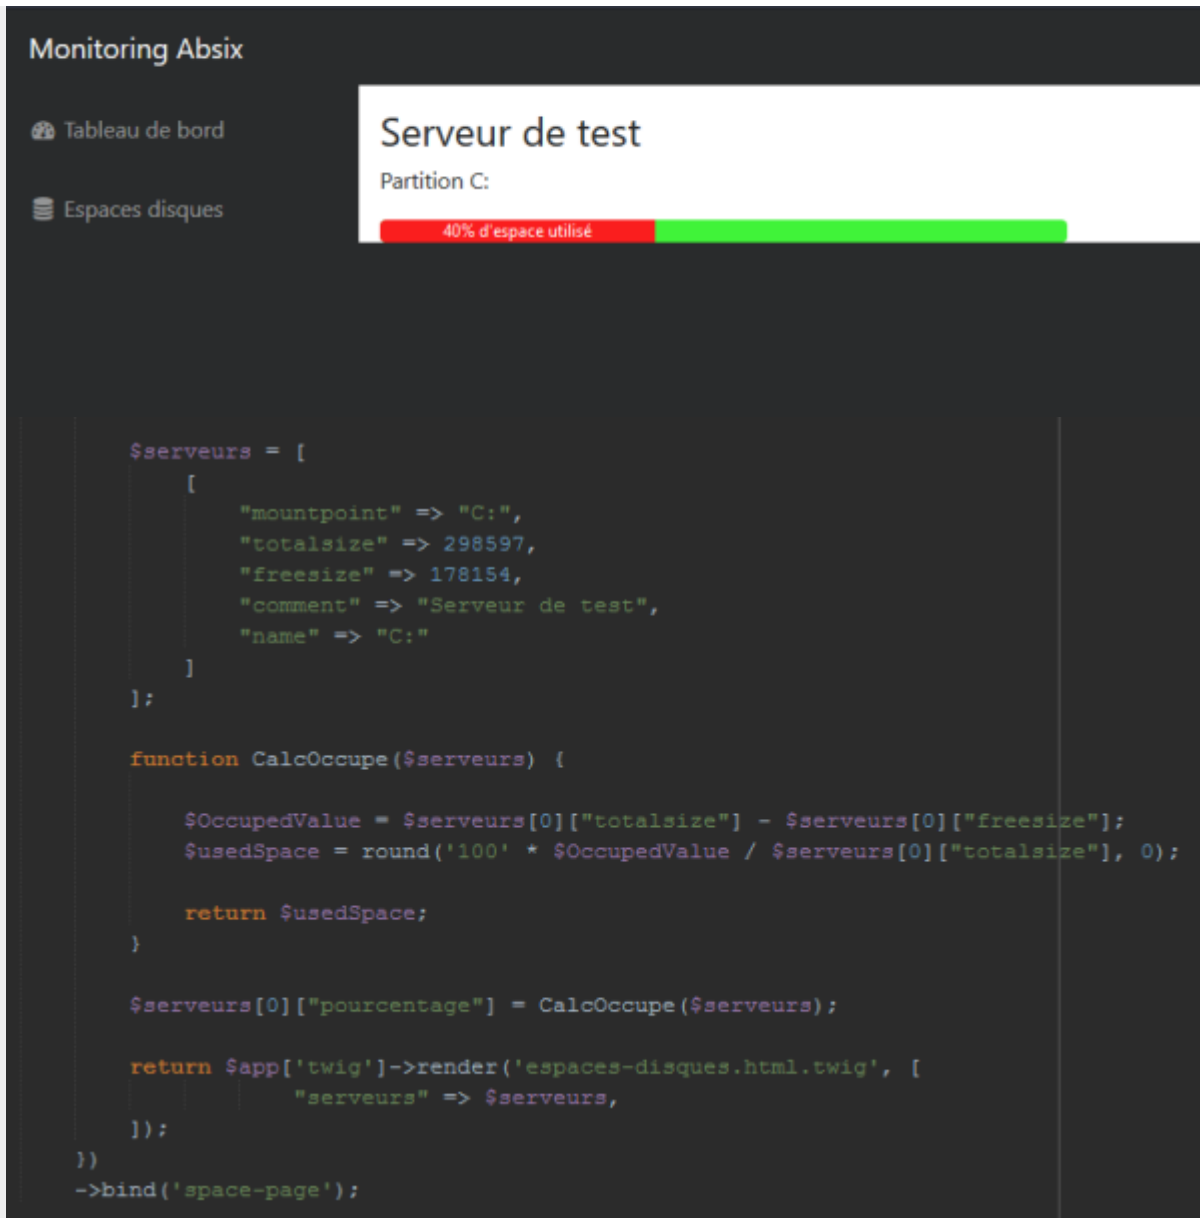 Monitoring Absix
Tableau de bord
Espaces disques
Serveur de test
Partition C:
40% d'espace utilisé
$serveurs = [
[
"mountpoint" => "C:",
"totalsize" => 298597,
"freesize" => 178154,
"comment" => "Serveur de test",
"name" => "C:"
]
];
function CalcOccupe($serveurs) {
$OccupedValue = $serveurs[0]["totalsize"] - $serveurs[0]["freesize"];
$usedSpace = round('100' * $OccupedValue / $serveurs[0]["totalsize"], 0);
return $usedSpace;
}
$serveurs[0]["pourcentage"] = CalcOccupe($serveurs);
return $app['twig']->render('espaces-disques.html.twig', [
"serveurs" => $serveurs,
]);
})
->bind('space-page');